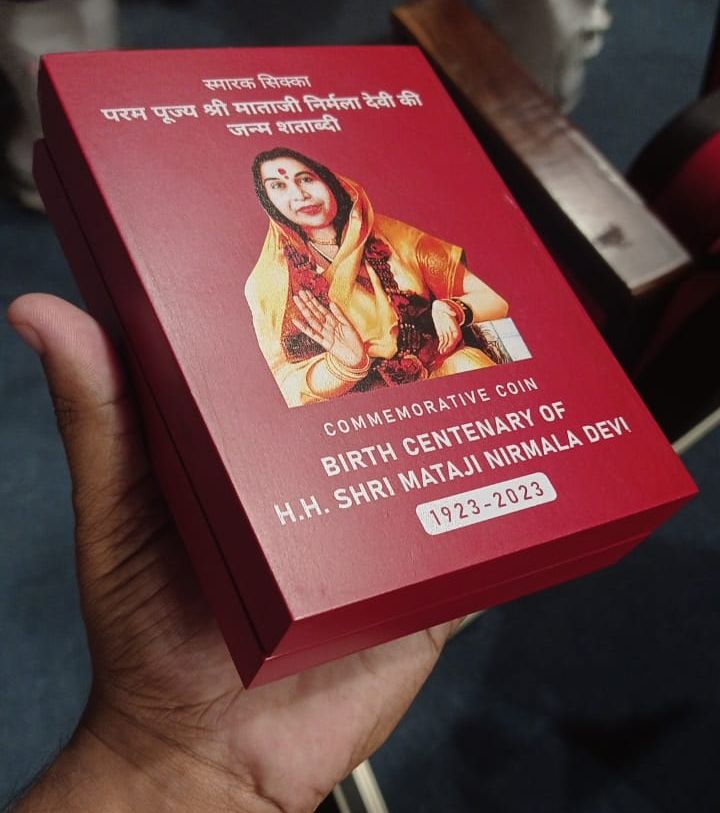 स्मारक सिक्का
परम पूज्य श्री माताजी निर्मला देवी की
जन्म शताब्दी
COMMEMORATIVE COIN
BIRTH CENTENARY OF
H.H. SHRI MATAJI NIRMALA DEVI
1923-2023